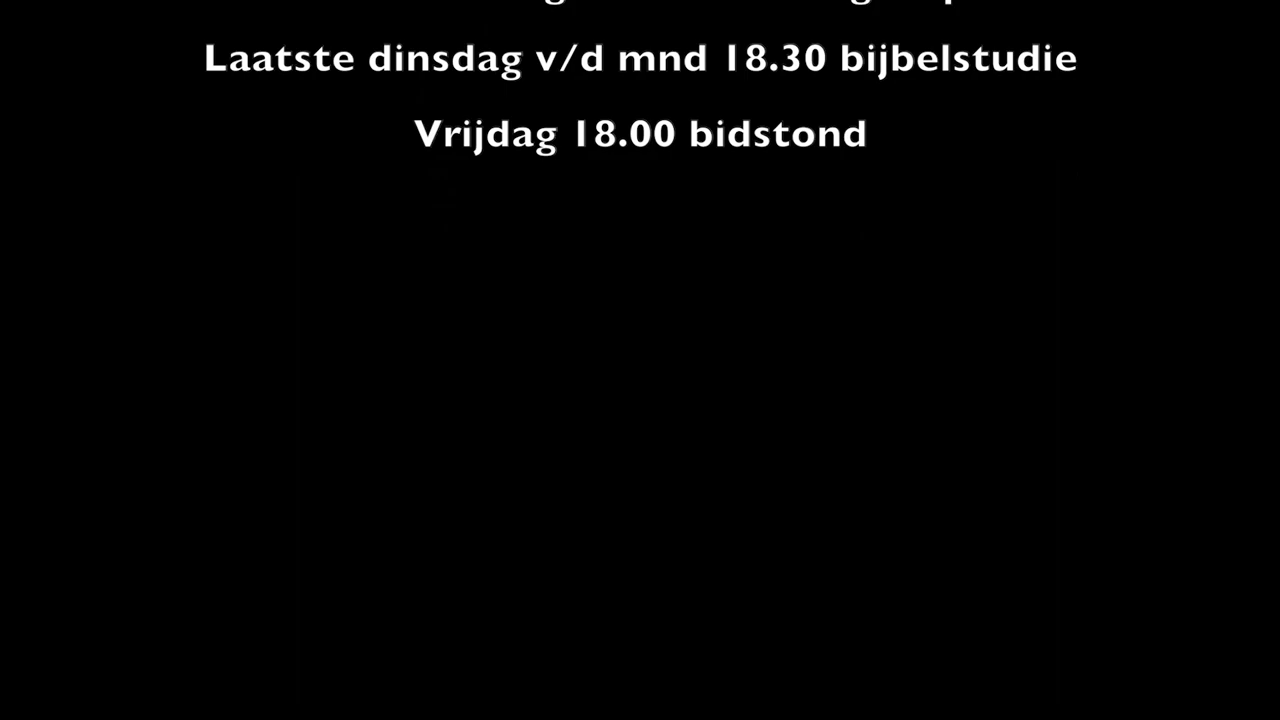 Laatste dinsdag v/d mnd 18.30 bijbelstudie
Vrijdag 18.00 bidstond